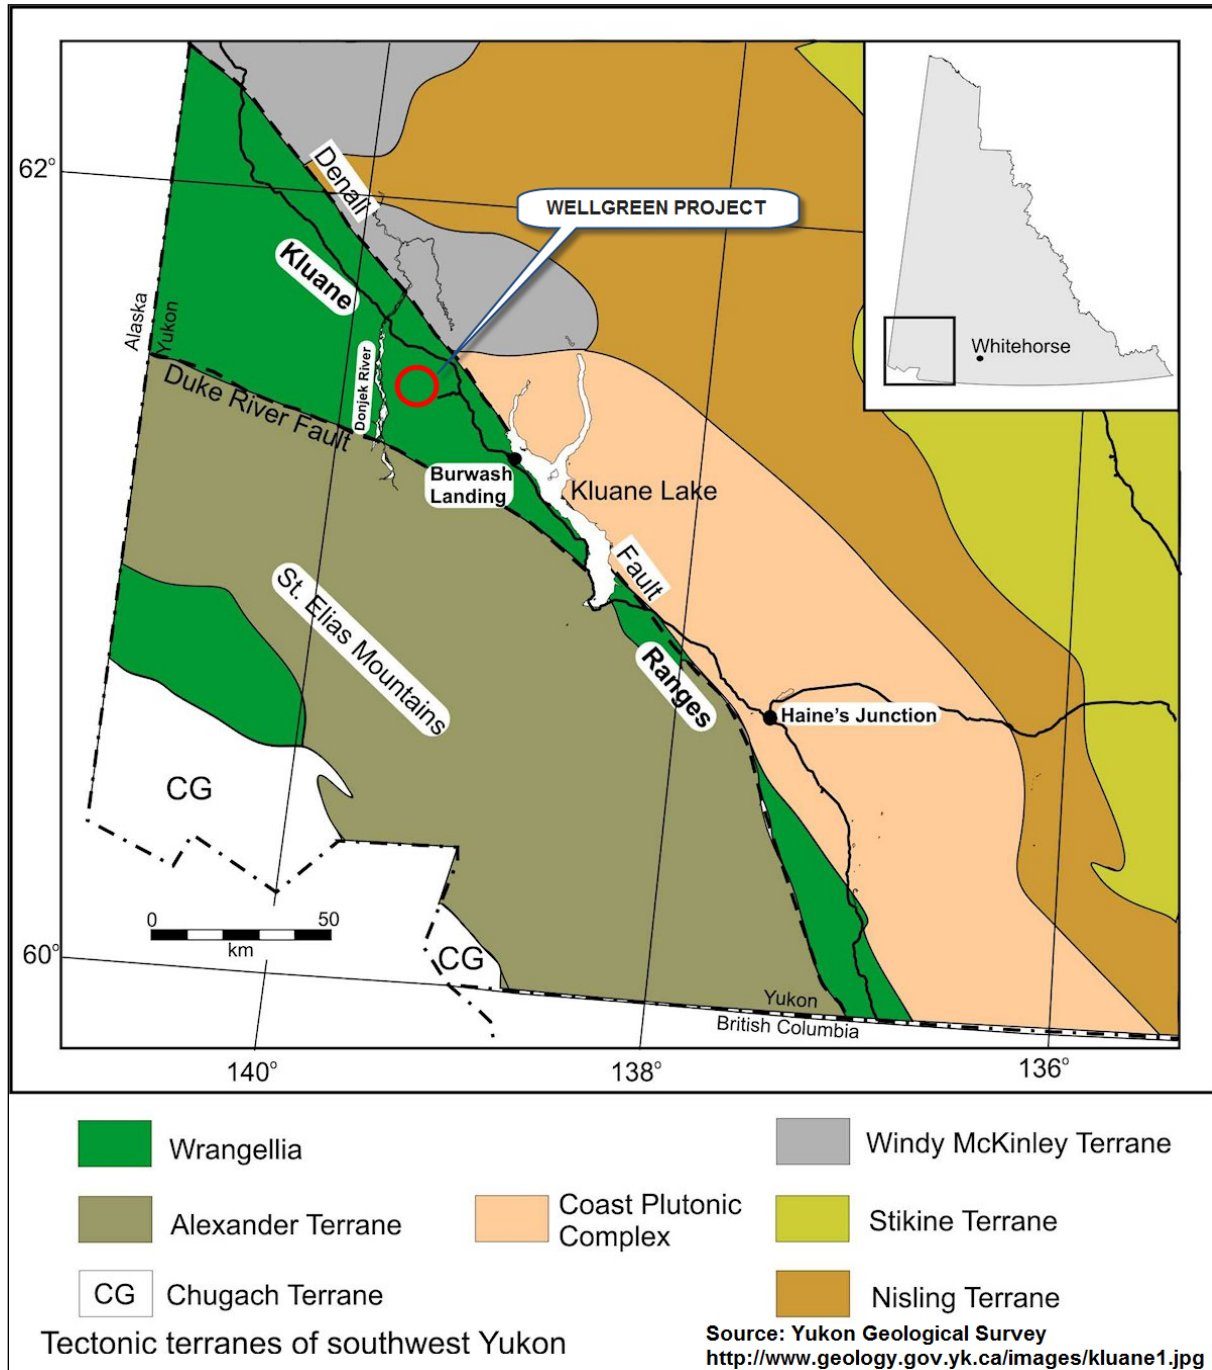 62°
Denali
WELLGREEN PROJECT
Kluane
Alaska
Yukon
Donjek River
Duke River Fault
Whitehorse
Burwash
Landing
Kluane Lake
Fault
St. Elias Mountains
Ranges
Haine's Junction
CG
0 50
km
CG
60°
Yukon
British Columbia
140° 138° 136°
Wrangellia
Windy McKinley Terrane
Alexander Terrane
Coast Plutonic
Complex
Stikine Terrane
CG Chugach Terrane
Nisling Terrane
Tectonic terranes of southwest Yukon
Source: Yukon Geological Survey
http://www.geology.gov.yk.ca/images/kluane1.jpg